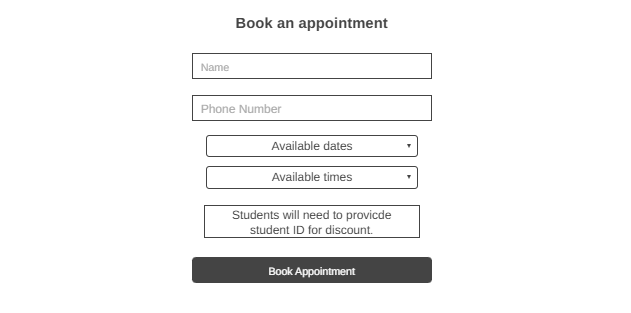 Book an appointment
Name
Phone Number
Available dates
Available times
Students will need to provicde
student ID for discount.
Book Appointment